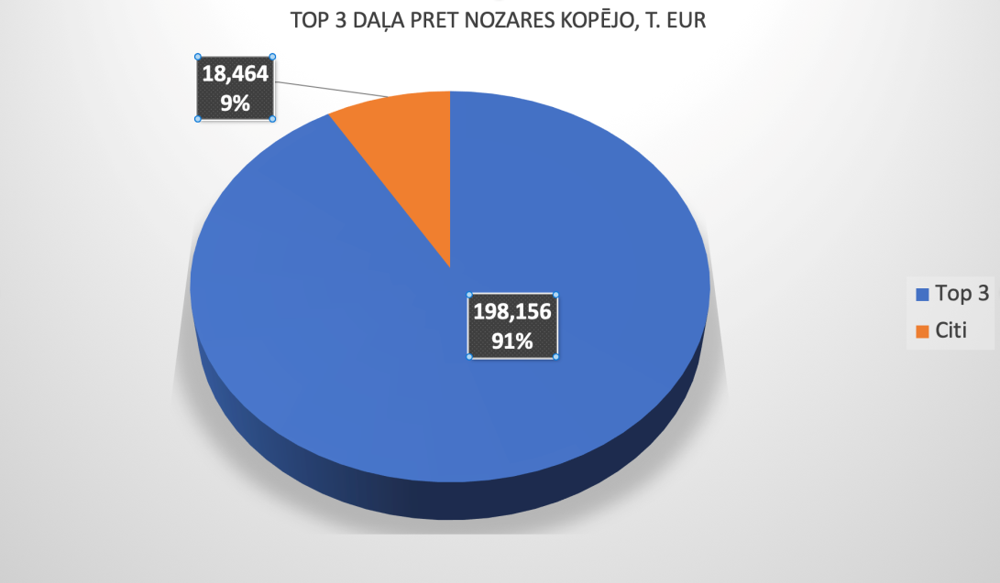 TOP 3 DAĻA PRET NOZARES KOPĒJO, T. EUR
18,464
9%
198,156
91%
Top 3
Citi